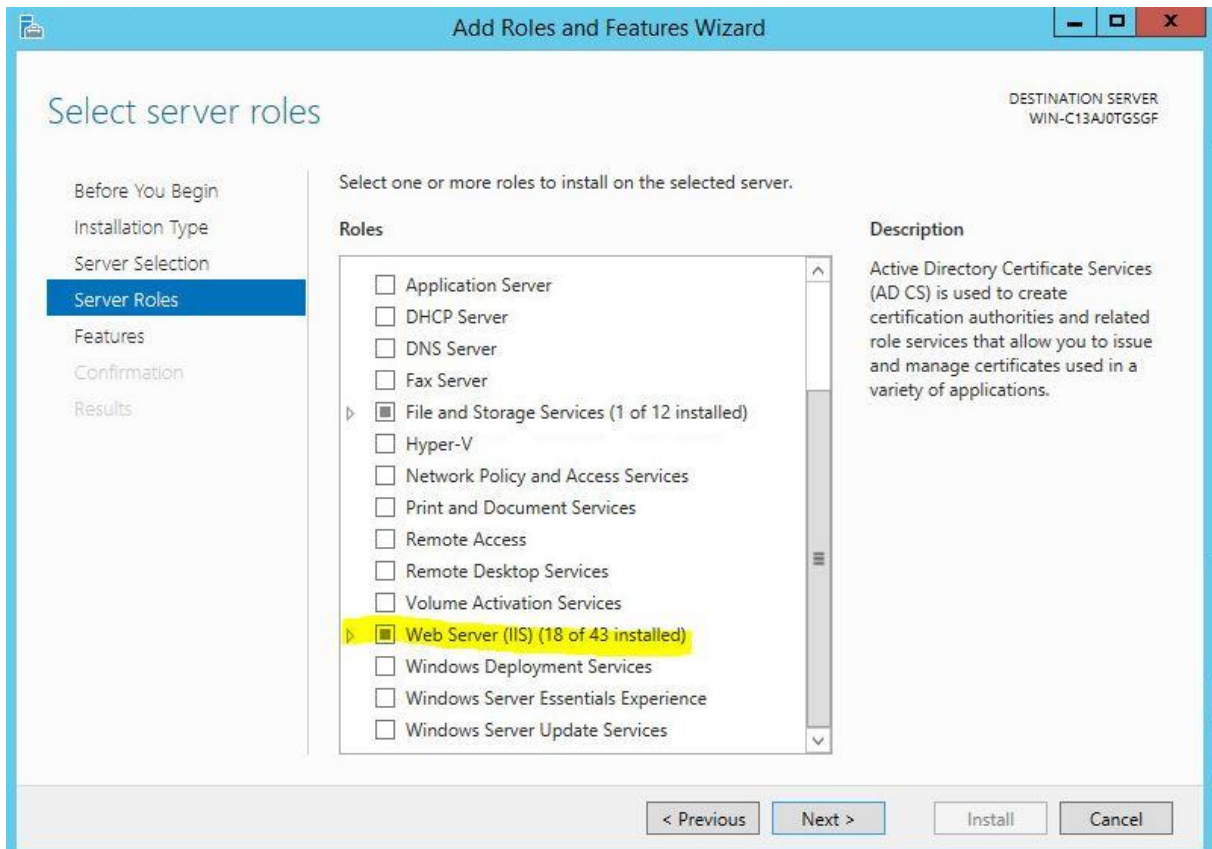 Add Roles and Features Wizard
Select server roles
DESTINATION SERVER
WIN-C13AJ0TGSGF
Before You Begin
Installation Type
Server Selection
Server Roles
Features
Confirmation
Results
Select one or more roles to install on the selected server.
Roles
Application Server
DHCP Server
DNS Server
Fax Server
File and Storage Services (1 of 12 installed)
Hyper-V
Network Policy and Access Services
Print and Document Services
Remote Access
Remote Desktop Services
Volume Activation Services
Web Server (IIS) (18 of 43 installed)
Windows Deployment Services
Windows Server Essentials Experience
Windows Server Update Services
Description
Active Directory Certificate Services
(AD CS) is used to create
certification authorities and related
role services that allow you to issue
and manage certificates used in a
variety of applications.
< Previous
Next >
Install
Cancel